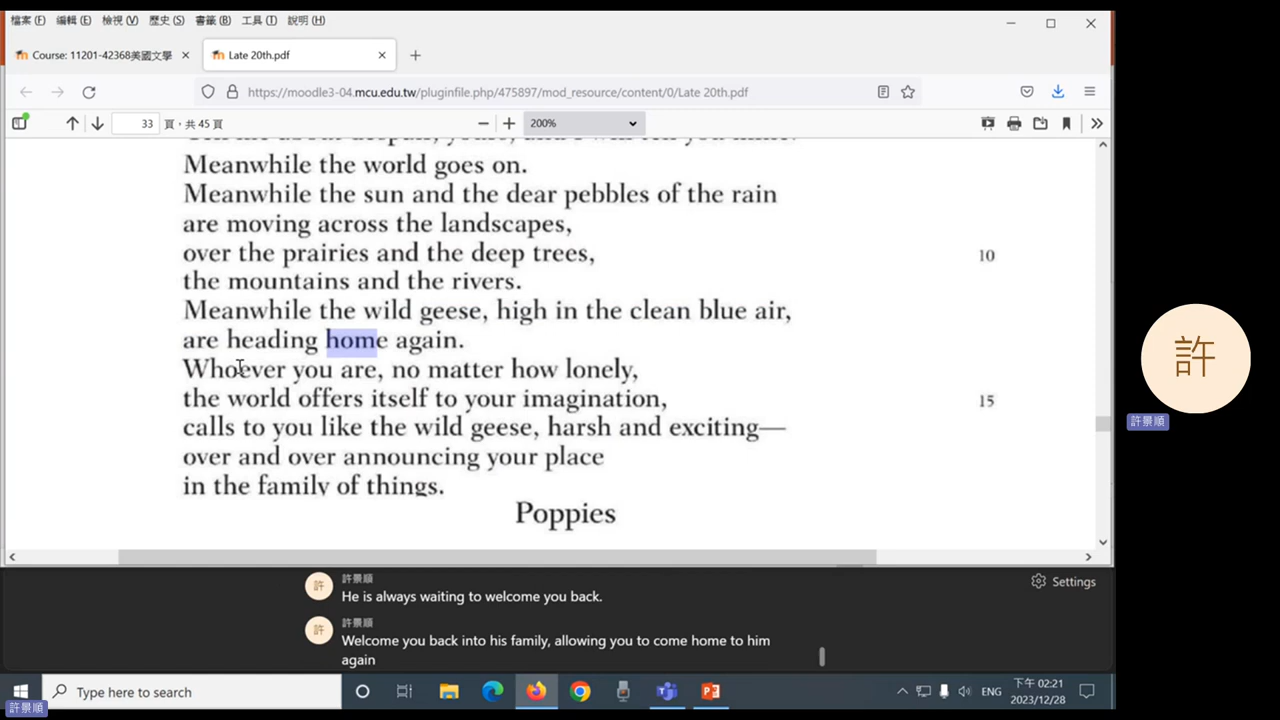 檔案 (F) 編輯 (E) 檢視 (V) 歷史 (S) 書籤 (B) 工具 (T) 說明 (H)
Course: 11201-42368美國文學
Late 20th.pdf
https://moodle3-04.mcu.edu.tw/pluginfile.php/475897/mod_resource/content/0/Late 20th.pdf
33 頁，共 45 頁
200%
Meanwhile the world goes on.
Meanwhile the sun and the dear pebbles of the rain
are moving across the landscapes,
over the prairies and the deep trees, 10
the mountains and the rivers.
Meanwhile the wild geese, high in the clean blue air,
are heading home again.
Whoever you are, no matter how lonely,
the world offers itself to your imagination, 15
calls to you like the wild geese, harsh and exciting—
over and over announcing your place
in the family of things.
Poppies
許
許景順
許 許景順
He is always waiting to welcome you back.
許 許景順
Welcome you back into his family, allowing you to come home to him
again
Settings
Type here to search
ENG
下午 02:21
2023/12/28
許景順